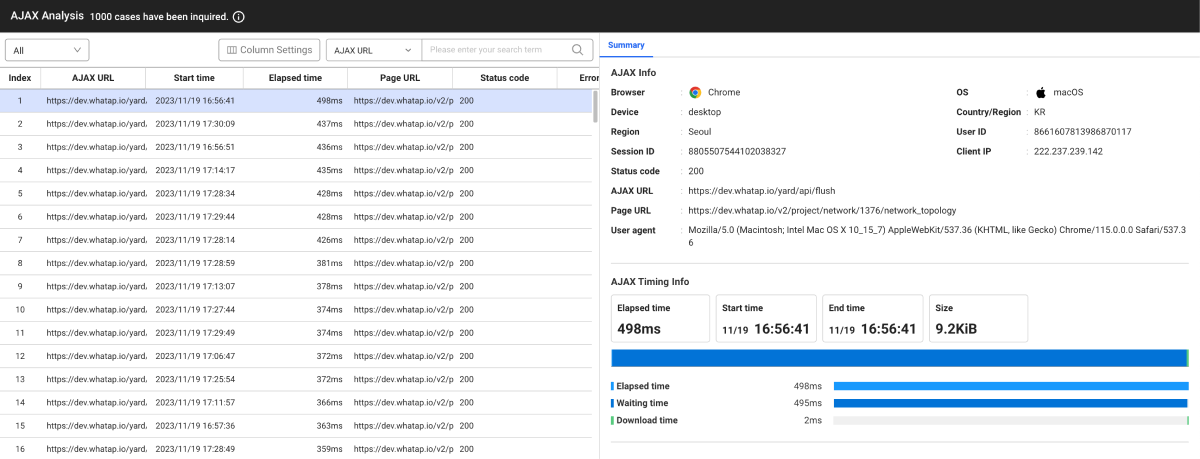 AJAX Analysis 1000 cases have been inquired.
All
Column Settings
AJAX URL
Please enter your search term
Index AJAX URL Start time Elapsed time Page URL Status code Error
1 https://dev.whatap.io/yard, 2023/11/19 16:56:41 498ms https://dev.whatap.io/v2/p 200
2 https://dev.whatap.io/yard, 2023/11/19 17:30:09 437ms https://dev.whatap.io/v2/p 200
3 https://dev.whatap.io/yard, 2023/11/19 16:56:51 436ms https://dev.whatap.io/v2/p 200
4 https://dev.whatap.io/yard, 2023/11/19 17:14:17 435ms https://dev.whatap.io/v2/p 200
5 https://dev.whatap.io/yard, 2023/11/19 17:28:34 428ms https://dev.whatap.io/v2/p 200
6 https://dev.whatap.io/yard, 2023/11/19 17:29:44 428ms https://dev.whatap.io/v2/p 200
7 https://dev.whatap.io/yard, 2023/11/19 17:28:14 426ms https://dev.whatap.io/v2/p 200
8 https://dev.whatap.io/yard, 2023/11/19 17:28:59 381ms https://dev.whatap.io/v2/p 200
9 https://dev.whatap.io/yard, 2023/11/19 17:13:07 378ms https://dev.whatap.io/v2/p 200
10 https://dev.whatap.io/yard, 2023/11/19 17:27:44 374ms https://dev.whatap.io/v2/p 200
11 https://dev.whatap.io/yard, 2023/11/19 17:29:49 374ms https://dev.whatap.io/v2/p 200
12 https://dev.whatap.io/yard, 2023/11/19 17:06:47 372ms https://dev.whatap.io/v2/p 200
13 https://dev.whatap.io/yard, 2023/11/19 17:25:54 372ms https://dev.whatap.io/v2/p 200
14 https://dev.whatap.io/yard, 2023/11/19 17:11:57 366ms https://dev.whatap.io/v2/p 200
15 https://dev.whatap.io/yard, 2023/11/19 16:57:36 363ms https://dev.whatap.io/v2/p 200
16 https://dev.whatap.io/yard, 2023/11/19 17:28:49 359ms https://dev.whatap.io/v2/p 200
Summary
AJAX Info
Browser : Chrome OS : macOS
Device : desktop Country/Region : KR
Region : Seoul User ID : 8661607813986870117
Session ID : 8805507544102038327 Client IP : 222.237.239.142
Status code : 200
AJAX URL : https://dev.whatap.io/yard/api/flush
Page URL : https://dev.whatap.io/v2/project/network/1376/network_topology
User agent : Mozilla/5.0 (Macintosh; Intel Mac OS X 10_15_7) AppleWebKit/537.36 (KHTML, like Gecko) Chrome/115.0.0.0 Safari/537.3
6
AJAX Timing Info
Elapsed time Start time End time Size
498ms 11/19 16:56:41 11/19 16:56:41 9.2KiB
Elapsed time 498ms
Waiting time 495ms
Download time 2ms